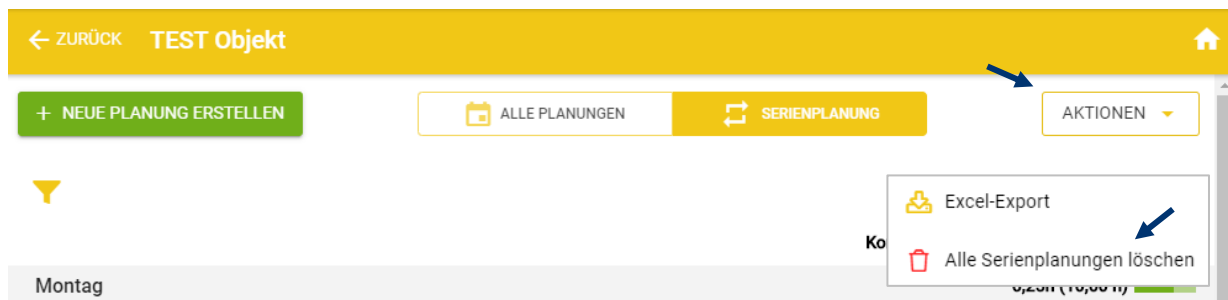 ZURÜCK TEST Objekt
NEUE PLANUNG ERSTELLEN ALLE PLANUNGEN SERIENPLANUNG AKTIONEN
Excel-Export
Alle Serienplanungen löschen
Montag